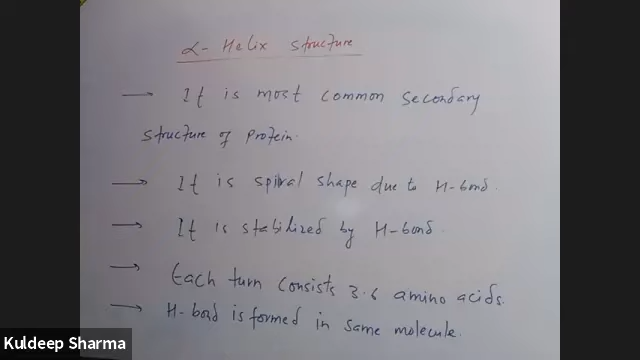 α- Helix structure
→ It is most common secondary
structure of protein.
→ It is spiral shape due to H-bond.
→ It is stabilized by H-bond.
→ Each turn consists 3.6 amino acids.
→ H-bond is formed in same molecule.
Kuldeep Sharma